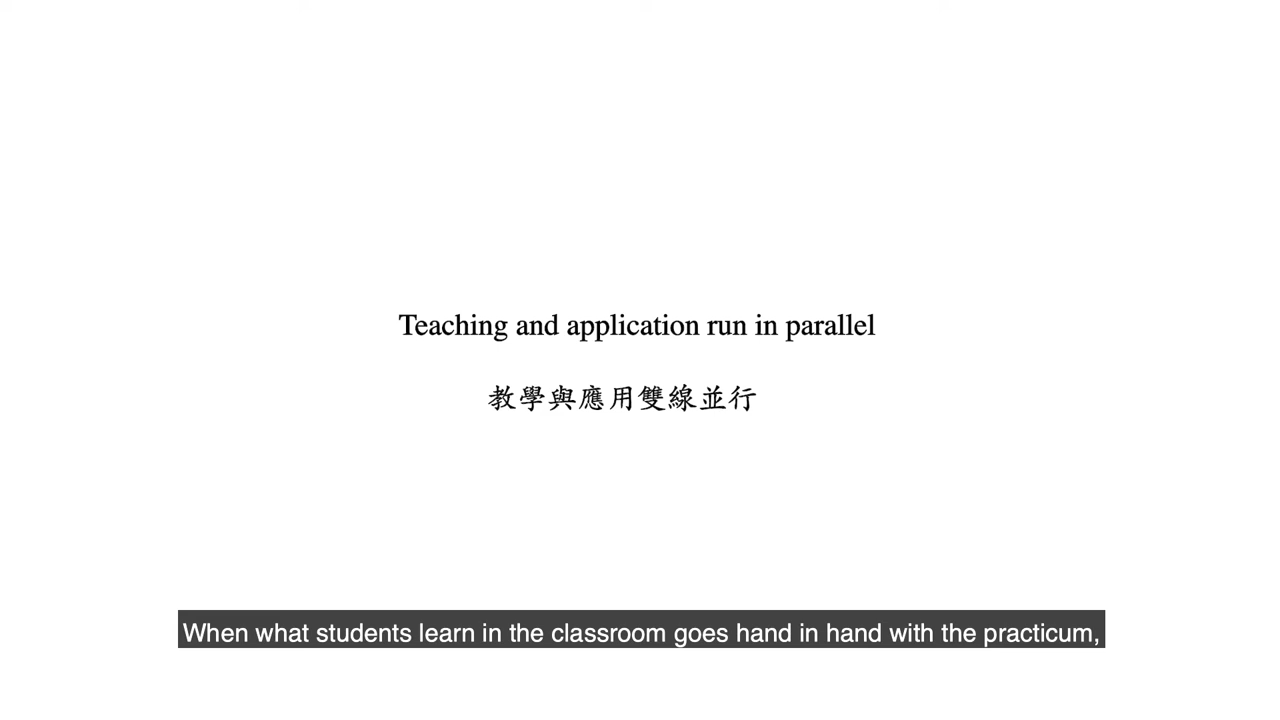 Teaching and application run in parallel
教學與應用雙線並行
When what students learn in the classroom goes hand in hand with the practicum,